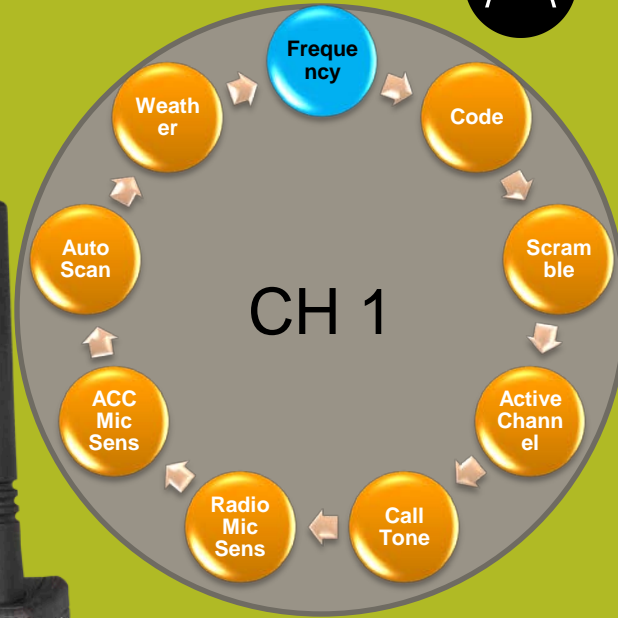 Freque
ncy
Code
Scram
ble
Active
Chann
el
Call
Tone
Radio
Mic
Sens
ACC
Mic
Sens
Auto
Scan
Weath
er
CH 1